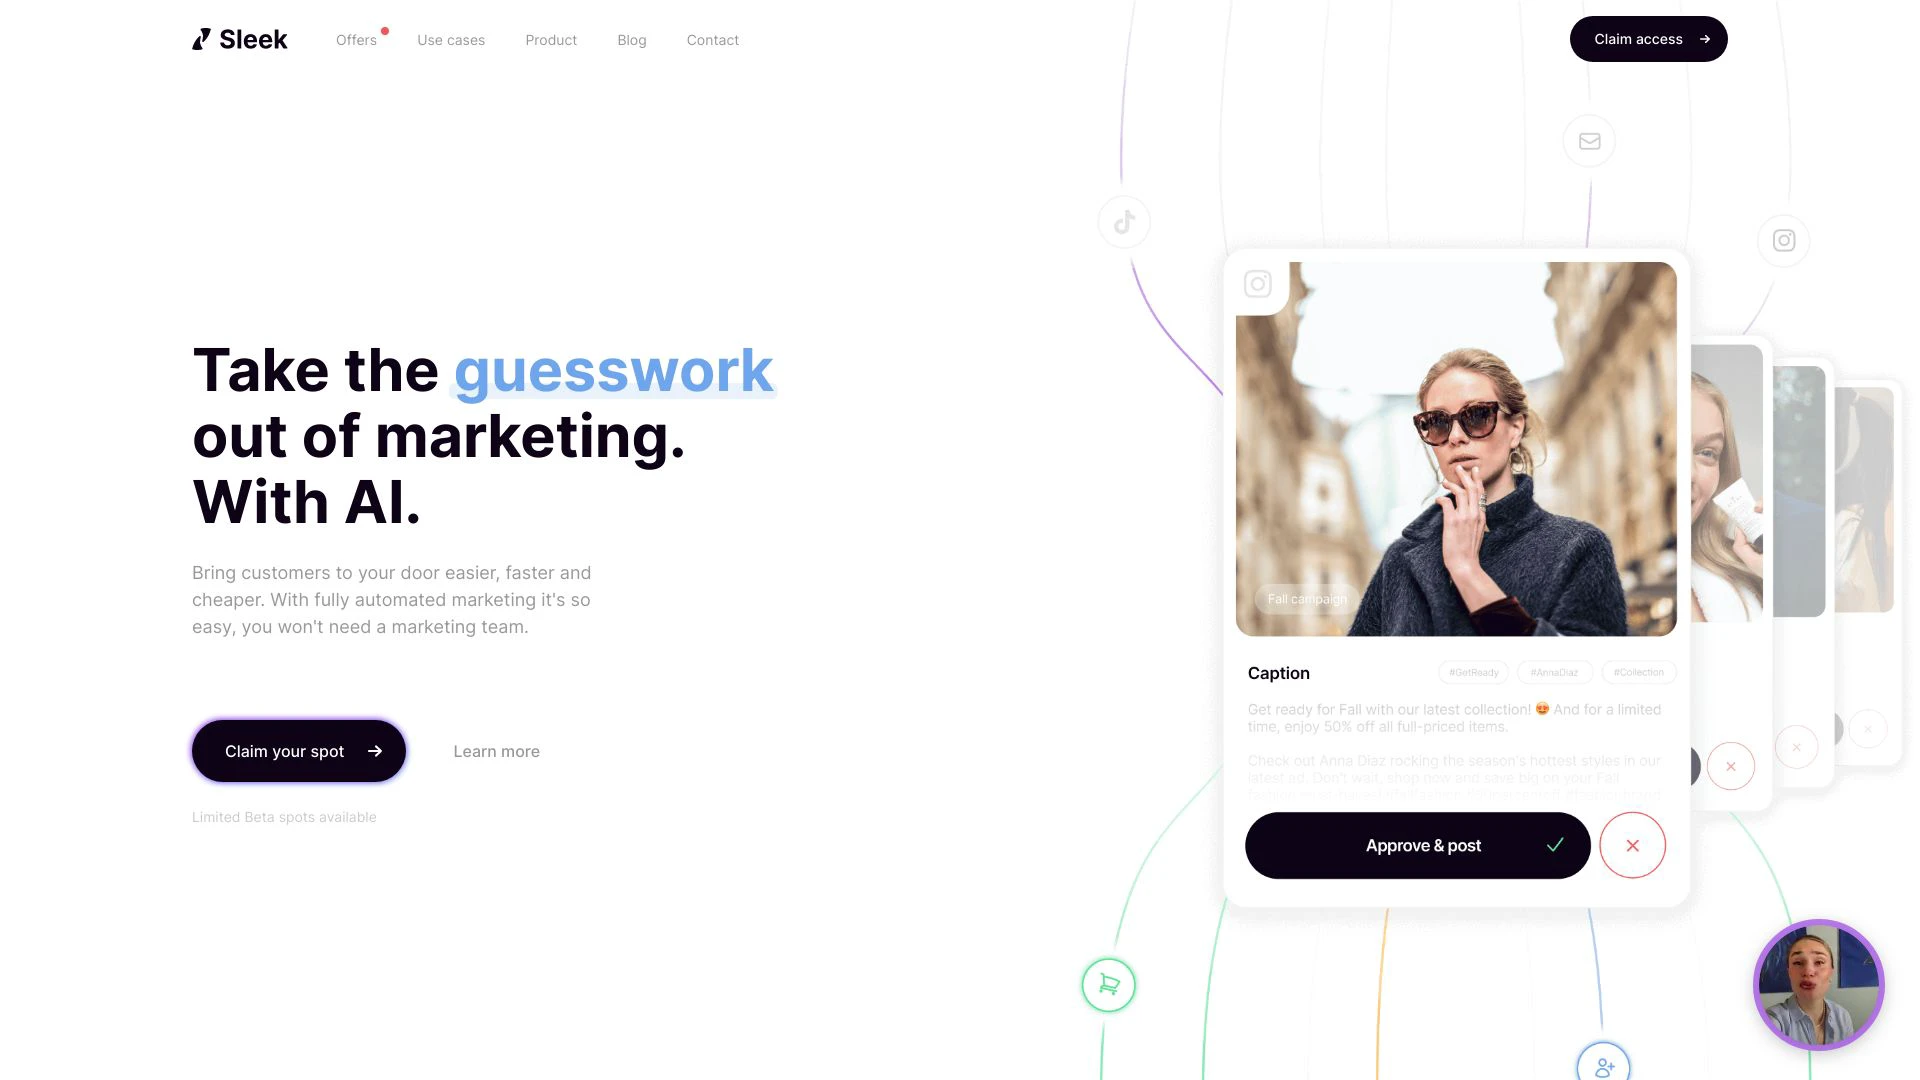 Sleek
Offers
Use cases
Product
Blog
Contact
Claim access
Take the guesswork
out of marketing.
With AI.
Bring customers to your door easier, faster and
cheaper. With fully automated marketing it's so
easy, you won't need a marketing team.
Claim your spot
Learn more
Limited Beta spots available
Fall campaign
Caption
#GetReady
#AnnaDiaz
#Collection
Get ready for Fall with our latest collection! 😍 And for a limited
time, enjoy 50% off all full-priced items.
Check out Anna Diaz rocking the season's hottest styles in our
latest ad. Don't wait, shop now and save big on your Fall
Approve & post